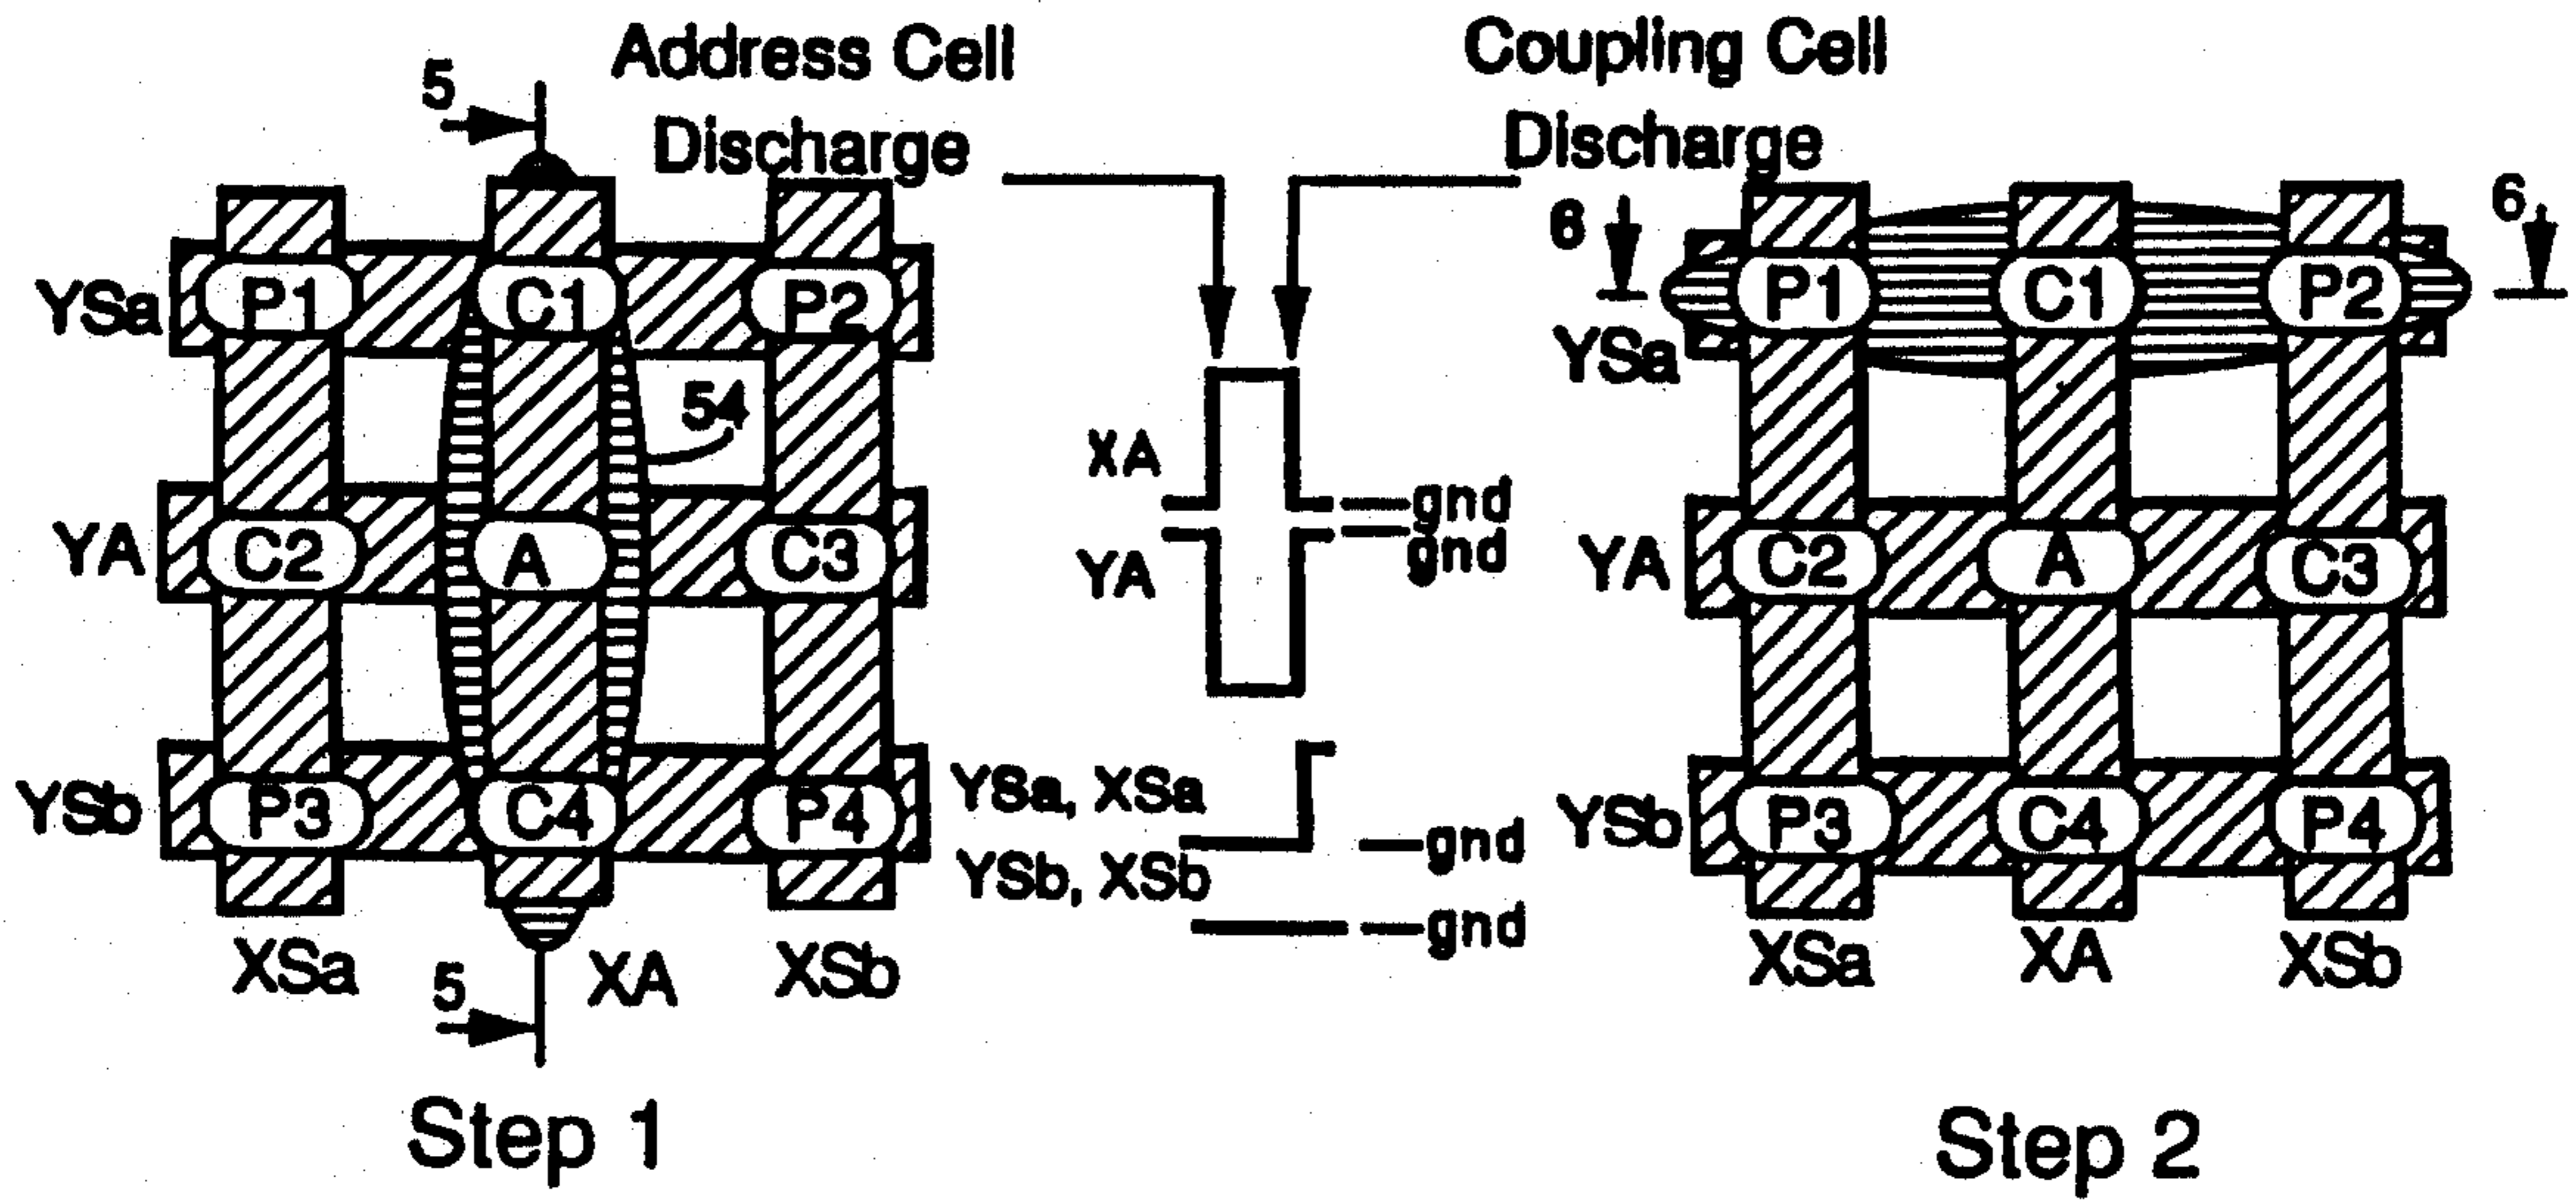 Address Cell
Discharge
Coupling Cell
Discharge
5
YSa
P1
C1
P2
54
YA
C2
A
C3
YSb
P3
C4
P4
XSa
XA
XSb
5
Step 1
XA
gnd
YA
gnd
YSa, XSa
gnd
YSb, XSb
gnd
6
6
P1
C1
P2
YSa
YA
C2
A
C3
YSb
P3
C4
P4
XSa
XA
XSb
Step 2